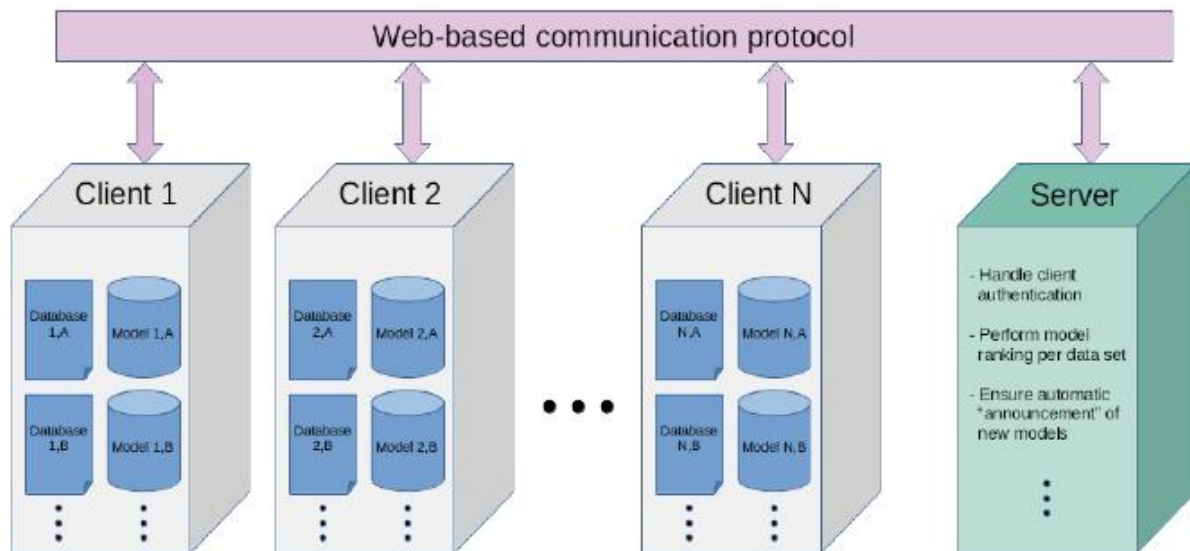 Web-based communication protocol
Client 1
Client 2
Client N
Server
Database
1,A
Model 1,A
Database
1,B
Model 1,B
Database
2,A
Model 2,A
Database
2,B
Model 2,B
Database
N,A
Model N,A
Database
N,B
Model N,B
- Handle client
authentication
- Perform model
ranking per data set
- Ensure automatic
"announcement" of
new models